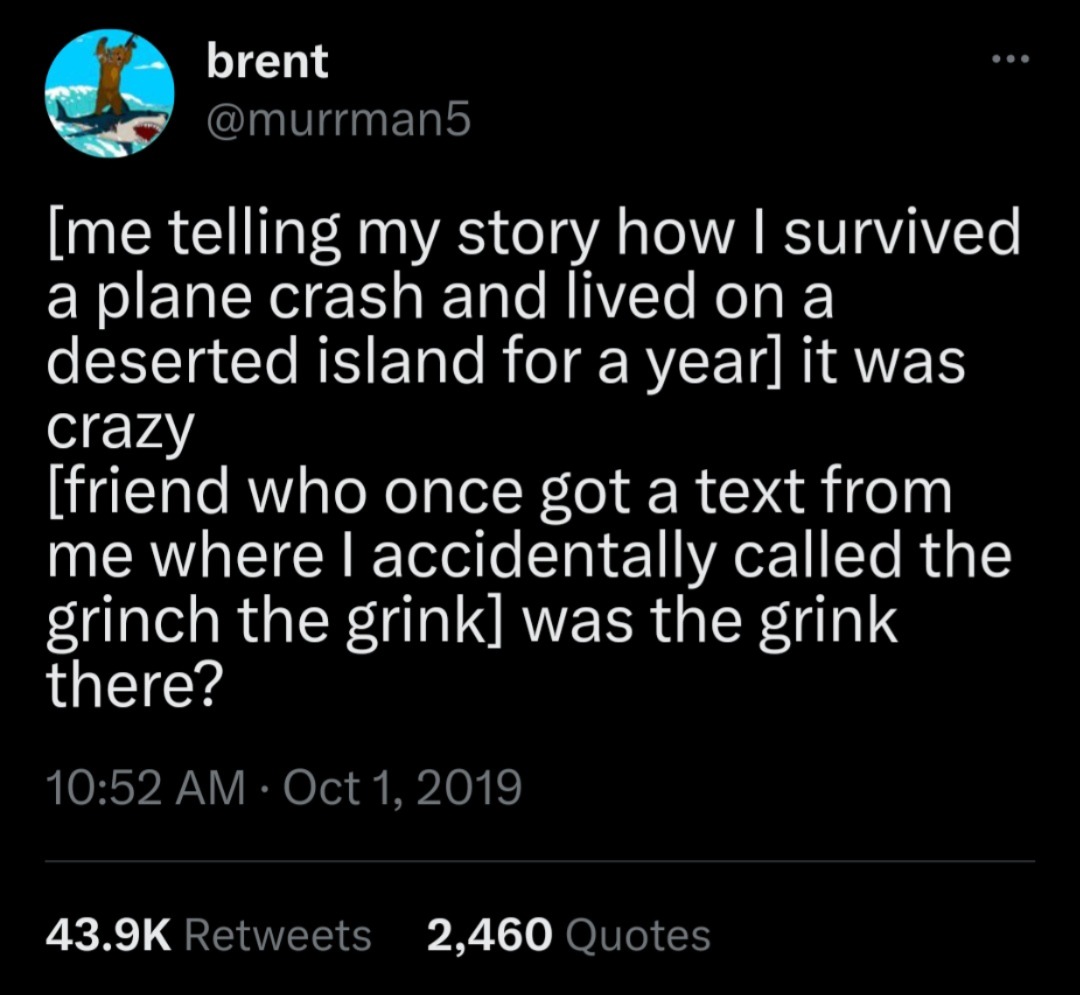 brent
@murrman5
[me telling my story how I survived
a plane crash and lived on a
deserted island for a year] it was
crazy
[friend who once got a text from
me where I accidentally called the
grinch the grink] was the grink
there?
10:52 AM · Oct 1, 2019
43.9K Retweets 2,460 Quotes